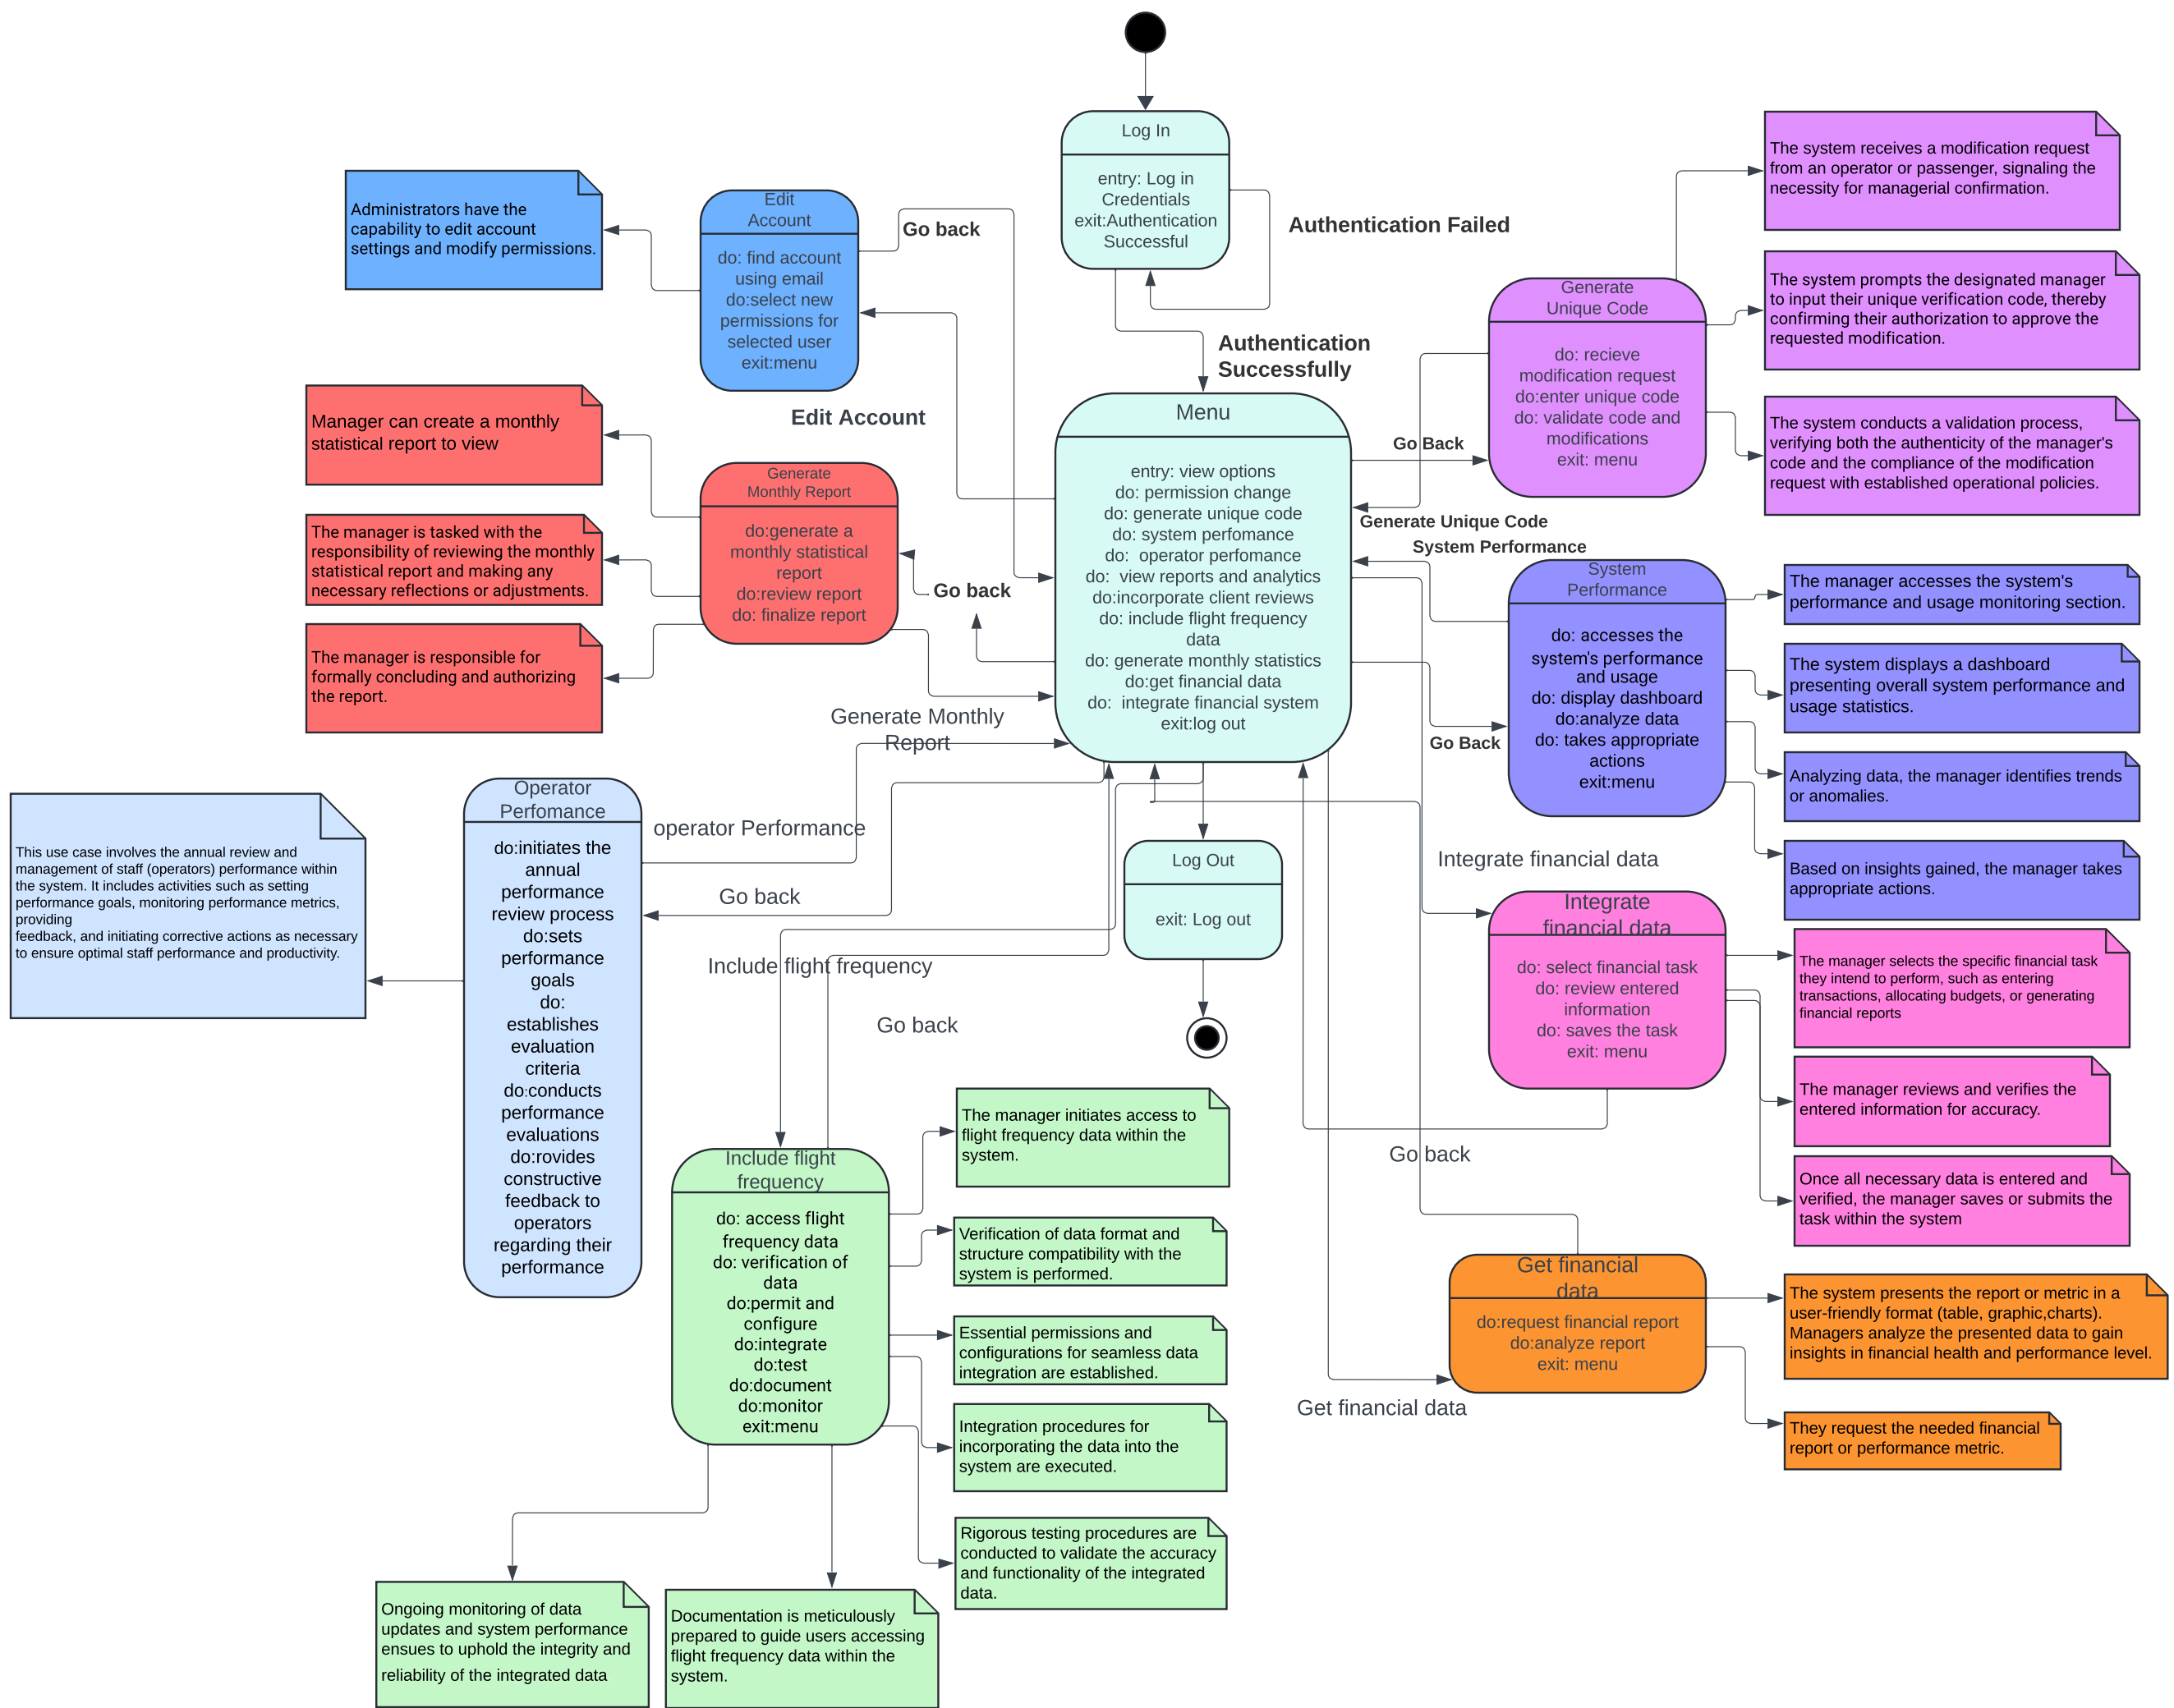 Log In
entry: Log in
Credentials
exit:Authentication
Successful
Authentication Failed
Authentication
Successfully
Administrators have the
capability to edit account
settings and modify permissions.
Edit
Account
do: find account
using email
do:select new
permissions for
selected user
exit:menu
Go back
Edit Account
Manager can create a monthly
statistical report to view
The manager is tasked with the
responsibility of reviewing the monthly
statistical report and making any
necessary reflections or adjustments.
The manager is responsible for
formally concluding and authorizing
the report.
Generate
Monthly Report
do:generate a
monthly statistical
report
do:review report
do: finalize report
Go back
Generate Monthly
Report
Menu
entry: view options
do: permission change
do: generate unique code
do: system perfomance
do:  operator perfomance
do:  view reports and analytics
do:incorporate client reviews
do: include flight frequency
data
do: generate monthly statistics
do:get financial data
do:  integrate financial system
exit:log out
Go Back
Generate Unique Code
System Performance
Go Back
Generate
Unique Code
do: recieve
modification request
do:enter unique code
do: validate code and
modifications
exit: menu
The system receives a modification request
from an operator or passenger, signaling the
necessity for managerial confirmation.
The system prompts the designated manager
to input their unique verification code, thereby
confirming their authorization to approve the
requested modification.
The system conducts a validation process,
verifying both the authenticity of the manager's
code and the compliance of the modification
request with established operational policies.
System
Performance
do: accesses the
system's performance
and usage
do: display dashboard
do:analyze data
do: takes appropriate
actions
exit:menu
The manager accesses the system's
performance and usage monitoring section.
The system displays a dashboard
presenting overall system performance and
usage statistics.
Analyzing data, the manager identifies trends
or anomalies.
Based on insights gained, the manager takes
appropriate actions.
This use case involves the annual review and
management of staff (operators) performance within
the system. It includes activities such as setting
performance goals, monitoring performance metrics,
providing
feedback, and initiating corrective actions as necessary
to ensure optimal staff performance and productivity.
Operator
Perfomance
do:initiates the
annual
performance
review process
do:sets
performance
goals
do:
establishes
evaluation
criteria
do:conducts
performance
evaluations
do:rovides
constructive
feedback to
operators
regarding their
performance
operator Performance
Go back
Include flight frequency
Go back
Log Out
exit: Log out
Integrate financial data
Integrate
financial data
do: select financial task
do: review entered
information
do: saves the task
exit: menu
The manager selects the specific financial task
they intend to perform, such as entering
transactions, allocating budgets, or generating
financial reports
The manager reviews and verifies the
entered information for accuracy.
Once all necessary data is entered and
verified, the manager saves or submits the
task within the system
Go back
Get financial
data
do:request financial report
do:analyze report
exit: menu
Get financial data
The system presents the report or metric in a
user-friendly format (table, graphic,charts).
Managers analyze the presented data to gain
insights in financial health and performance level.
They request the needed financial
report or performance metric.
Include flight
frequency
do: access flight
frequency data
do: verification of
data
do:permit and
configure
do:integrate
do:test
do:document
do:monitor
exit:menu
The manager initiates access to
flight frequency data within the
system.
Verification of data format and
structure compatibility with the
system is performed.
Essential permissions and
configurations for seamless data
integration are established.
Integration procedures for
incorporating the data into the
system are executed.
Rigorous testing procedures are
conducted to validate the accuracy
and functionality of the integrated
data.
Ongoing monitoring of data
updates and system performance
ensues to uphold the integrity and
reliability of the integrated data
Documentation is meticulously
prepared to guide users accessing
flight frequency data within the
system.